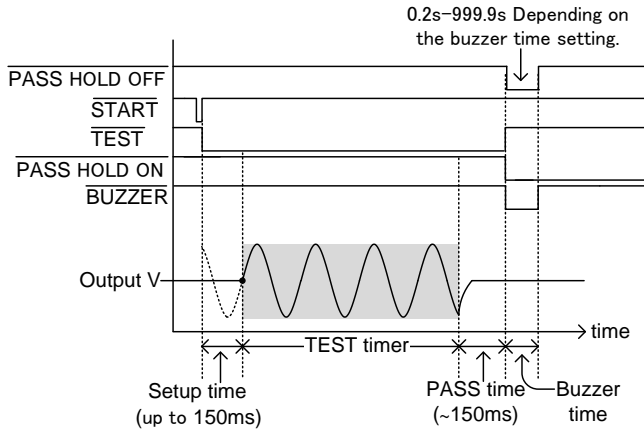 0.2s-999.9s Depending on
the buzzer time setting.
PASS HOLD OFF
START
TEST
PASS HOLD ON
BUZZER
Output V
time
TEST timer
Setup time
(up to 150ms)
PASS time
(~150ms)
Buzzer
time